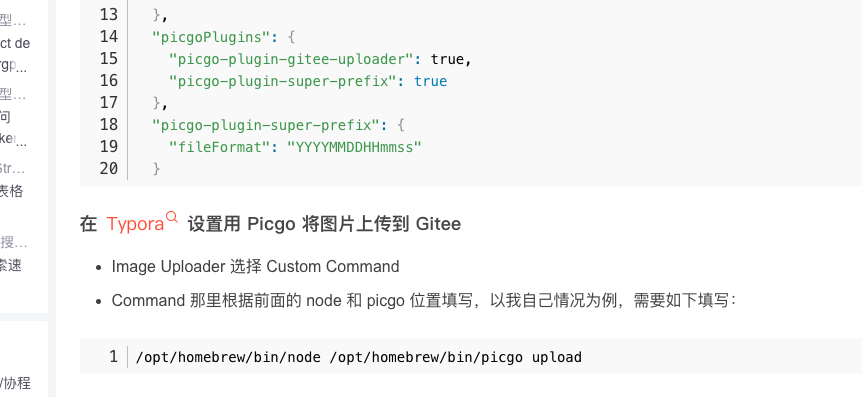 型...
ct de
rgp...
型...
问
ke...
Str...
表格
搜...
索速
/协程
13 },
14 "picgoPlugins": {
15 "picgo-plugin-gitee-uploader": true,
16 "picgo-plugin-super-prefix": true
17 },
18 "picgo-plugin-super-prefix": {
19 "fileFormat": "YYYYMMDDHHmmss"
20 }
在 Typora 设置用 Picgo 将图片上传到 Gitee
• Image Uploader 选择 Custom Command
• Command 那里根据前面的 node 和 picgo 位置填写，以我自己情况为例，需要如下填写：
1 /opt/homebrew/bin/node /opt/homebrew/bin/picgo upload